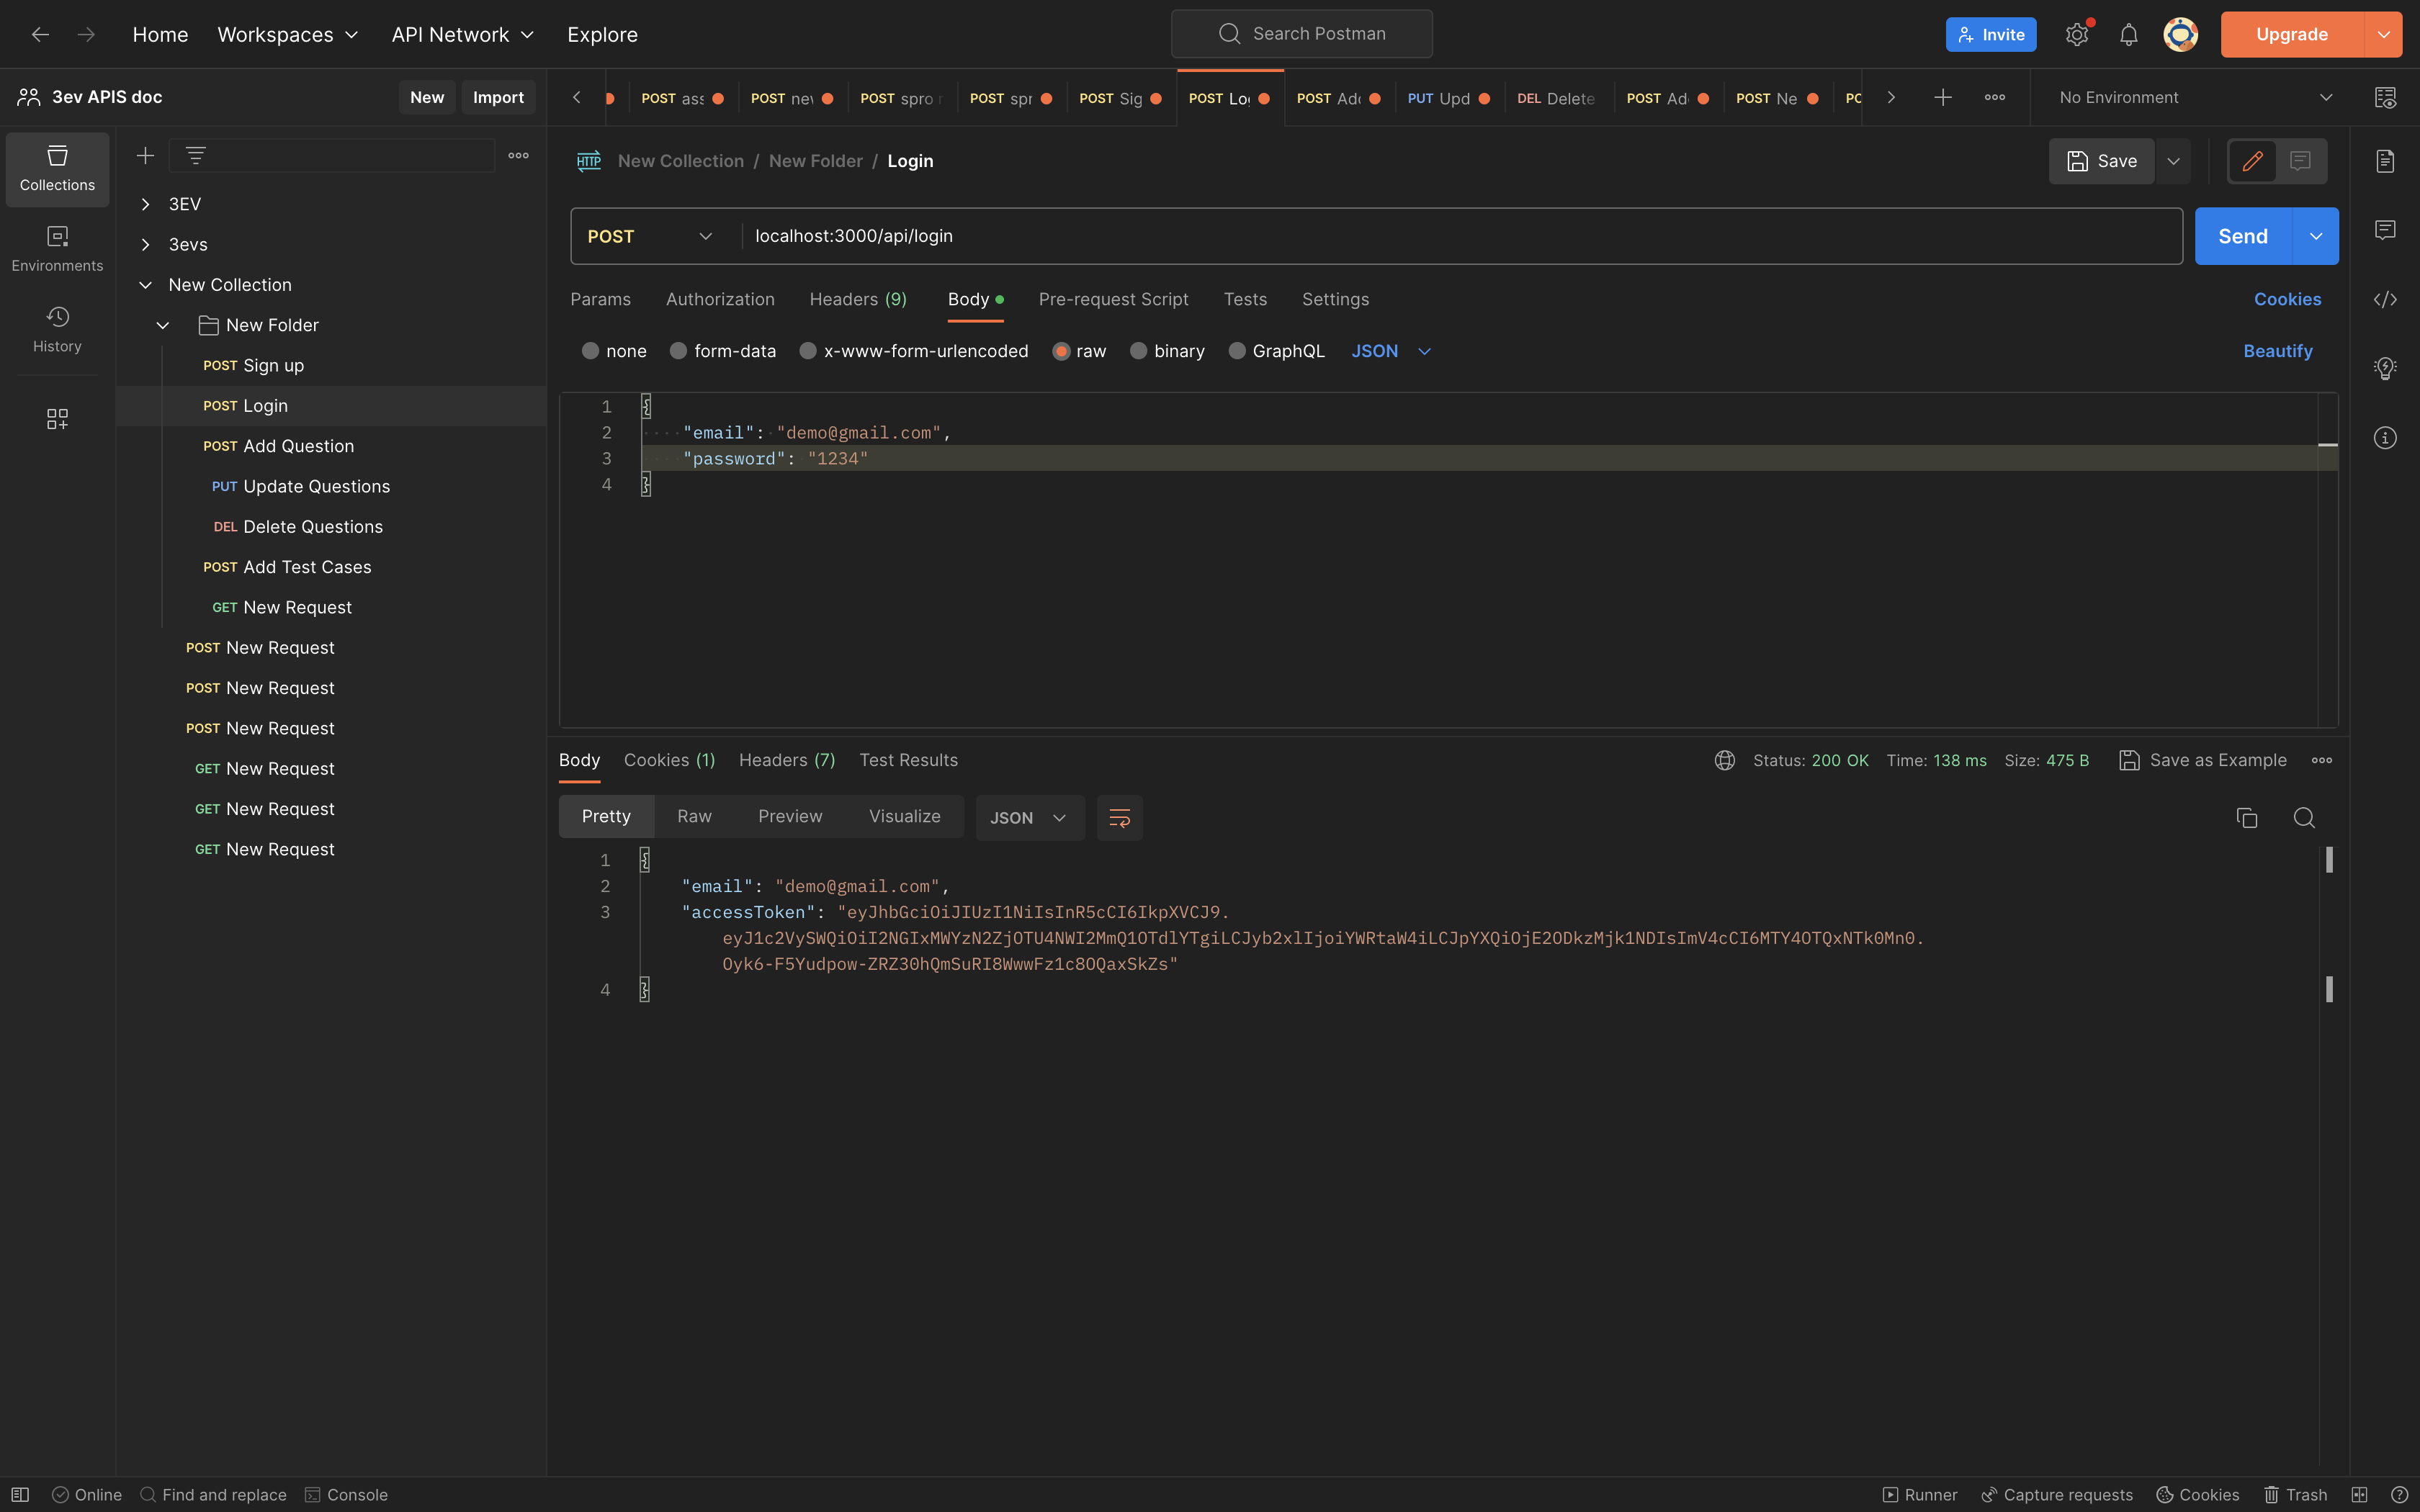 Home Workspaces API Network Explore Search Postman Invite Upgrade
3ev APIS doc New Import POST ass POST nev POST spro POST spr POST Sig POST Lo POST Add PUT Upd DEL Delete POST Ad POST Ne No Environment
Collections
Environments
History
3EV
3evs
New Collection
New Folder
POST Sign up
POST Login
POST Add Question
PUT Update Questions
DEL Delete Questions
POST Add Test Cases
GET New Request
POST New Request
POST New Request
POST New Request
GET New Request
GET New Request
GET New Request
HTTP New Collection / New Folder / Login Save
POST localhost:3000/api/login Send
Params Authorization Headers (9) Body Pre-request Script Tests Settings Cookies
none form-data x-www-form-urlencoded raw binary GraphQL JSON Beautify
1 {
2 "email": "demo@gmail.com",
3 "password": "1234"
4 }
Body Cookies (1) Headers (7) Test Results Status: 200 OK Time: 138 ms Size: 475 B Save as Example
Pretty Raw Preview Visualize JSON
1 {
2 "email": "demo@gmail.com",
3 "accessToken": "eyJhbGciOiJIUzI1NiIsInR5cCI6IkpXVCJ9.
eyJ1c2VySWQiOiI2NGIxMWYzN2ZjOTU4NWI2MmQ1OTdlYTgiLCJyb2xlIjoiYWRtaW4iLCJpYXQiOjE2ODkzMjk1NDIsImV4cCI6MTY4OTQxNTk0Mn0.
Oyk6-F5Yudpow-ZRZ30hQmSuRI8WwwFz1c8OQaxSkZs"
4 }
Online Find and replace Console Runner Capture requests Cookies Trash